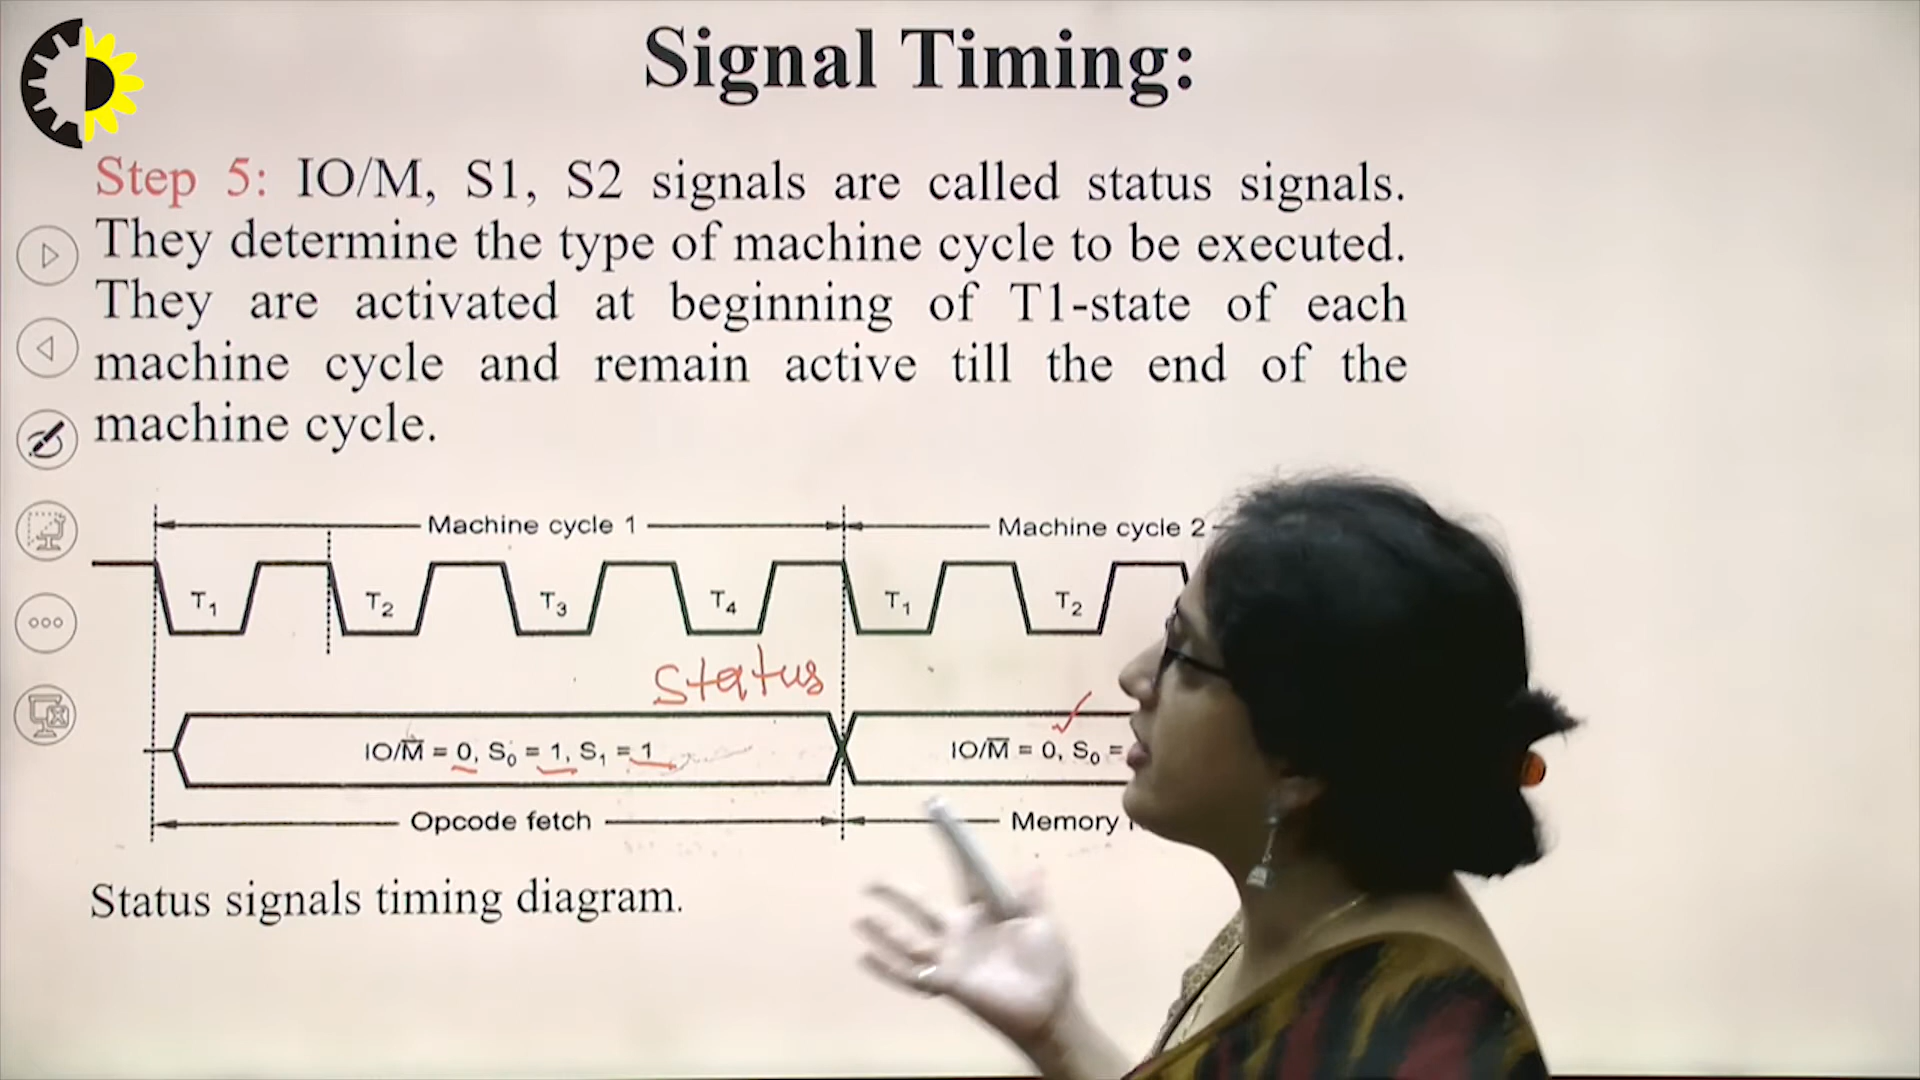 Signal Timing:
Step 5: IO/M, S1, S2 signals are called status signals.
They determine the type of machine cycle to be executed.
They are activated at beginning of T1-state of each
machine cycle and remain active till the end of the
machine cycle.
Machine cycle 1 Machine cycle 2
T₁ T₂ T₃ T₄ T₁ T₂
Status
IO/M̅ = 0, S₀ = 1, S₁ = 1 IO/M̅ = 0, S₀ =
Opcode fetch Memory
Status signals timing diagram.